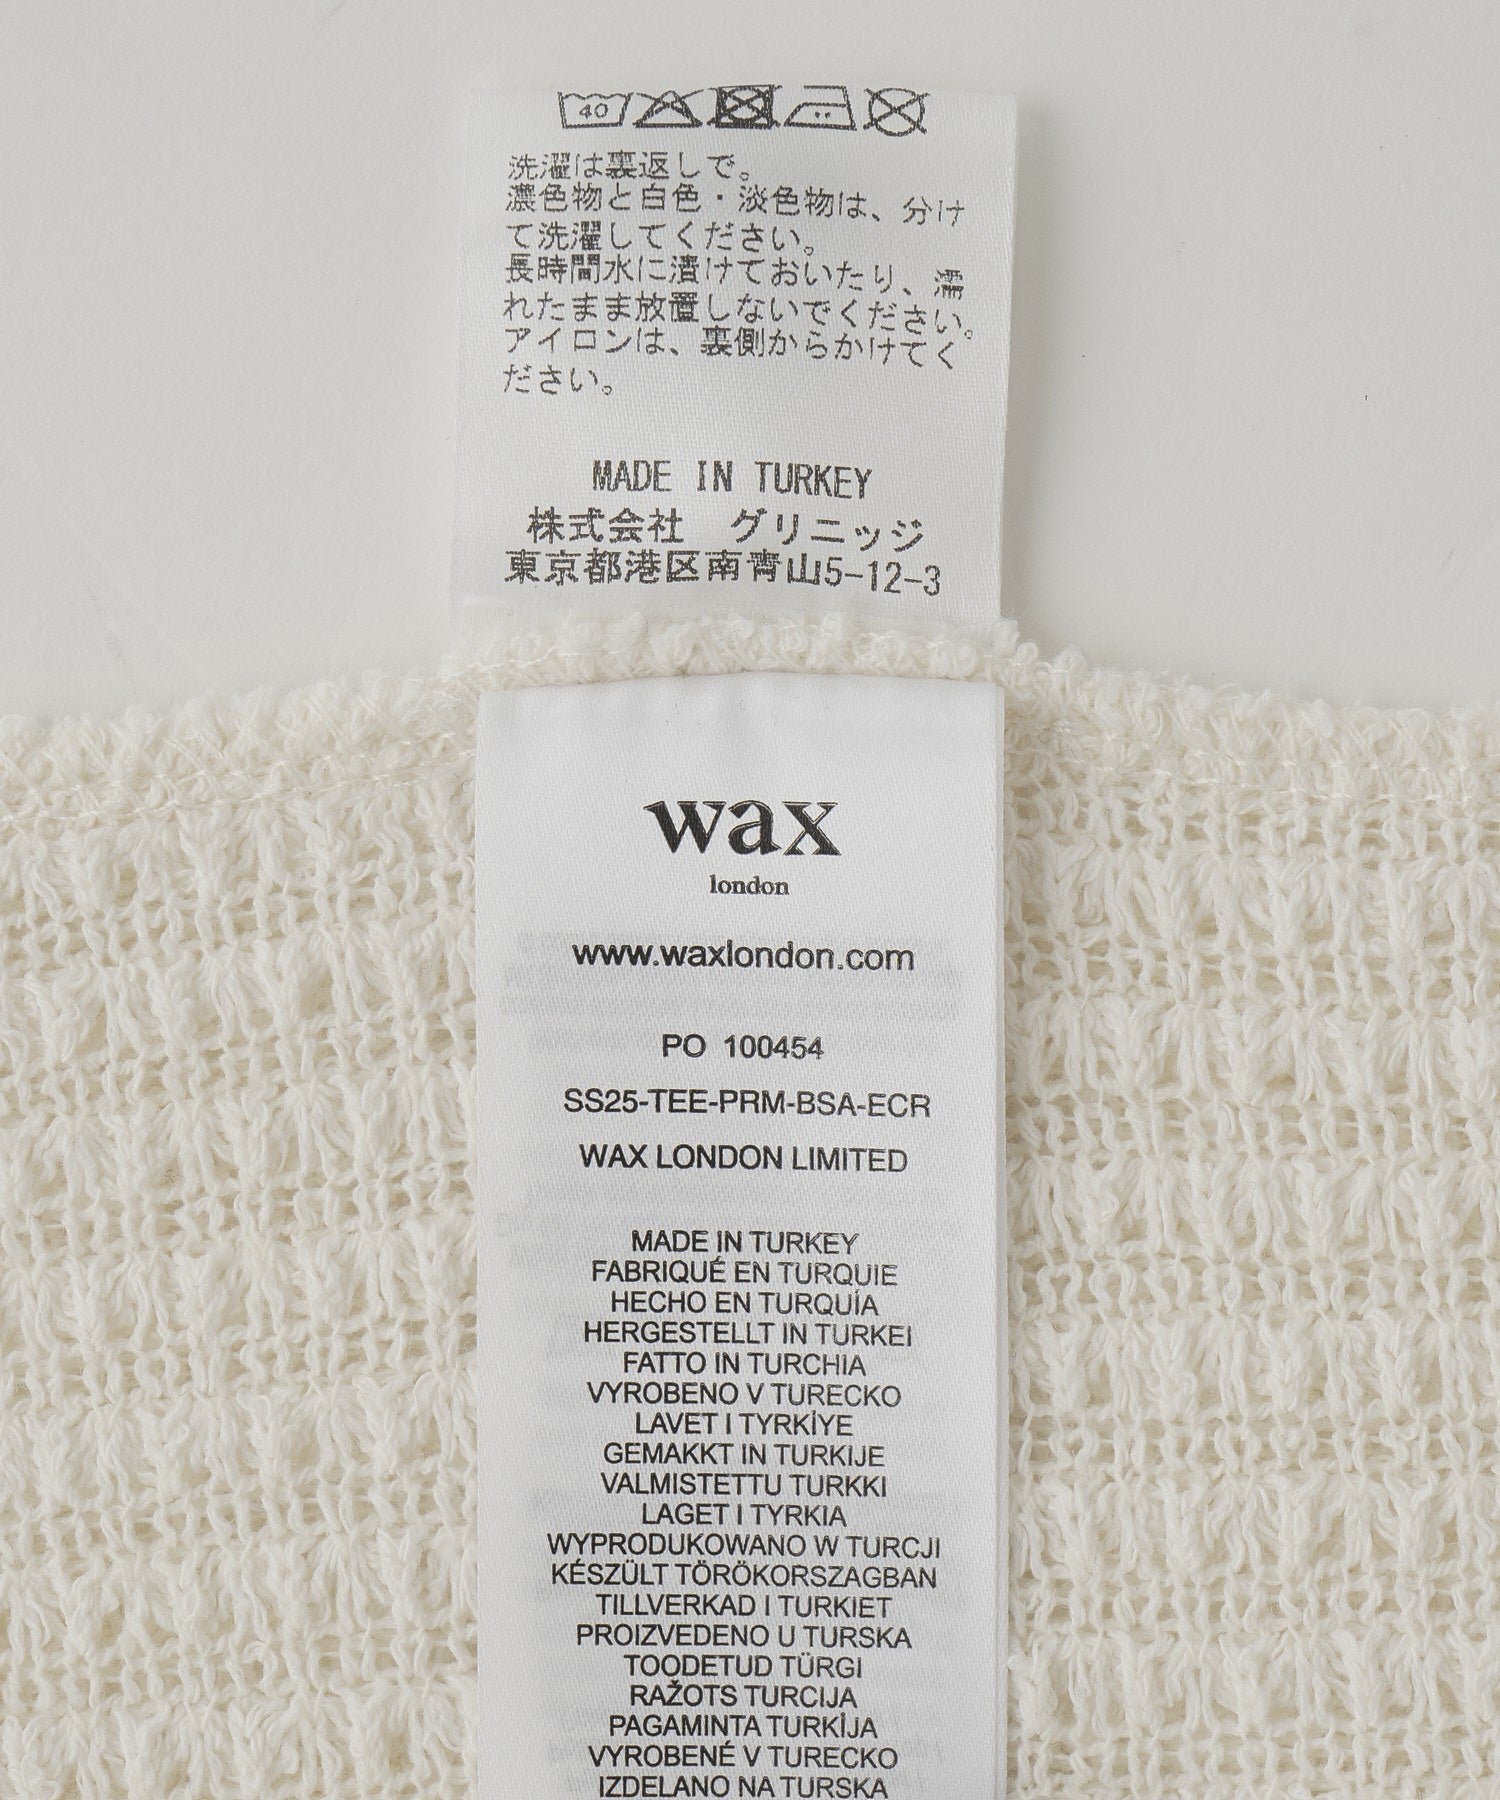 40
洗濯は裏返しで。
濃色物と白色・淡色物は、分け
て洗濯してください。
長時間水に漬けておいたり、濡
れたまま放置しないでください。
アイロンは、裏側からかけてく
ださい。
MADE IN TURKEY
株式会社　グリニッジ
東京都港区南青山5-12-3
wax
london
www.waxlondon.com
PO 100454
SS25-TEE-PRM-BSA-ECR
WAX LONDON LIMITED
MADE IN TURKEY
FABRIQUÉ EN TURQUIE
HECHO EN TURQUÍA
HERGESTELLT IN TURKEI
FATTO IN TURCHIA
VYROBENO V TURECKO
LAVET I TYRKİYE
GEMAKKT IN TURKIJE
VALMISTETTU TURKKI
LAGET I TYRKIA
WYPRODUKOWANO W TURCJI
KÉSZÜLT TÖRÖKORSZAGBAN
TILLVERKAD I TURKIET
PROIZVEDENO U TURSKA
TOODETUD TÜRGI
RAŽOTS TURCIJA
PAGAMINTA TURKİJA
VYROBENÉ V TURECKO
IZDELANO NA TURSKA